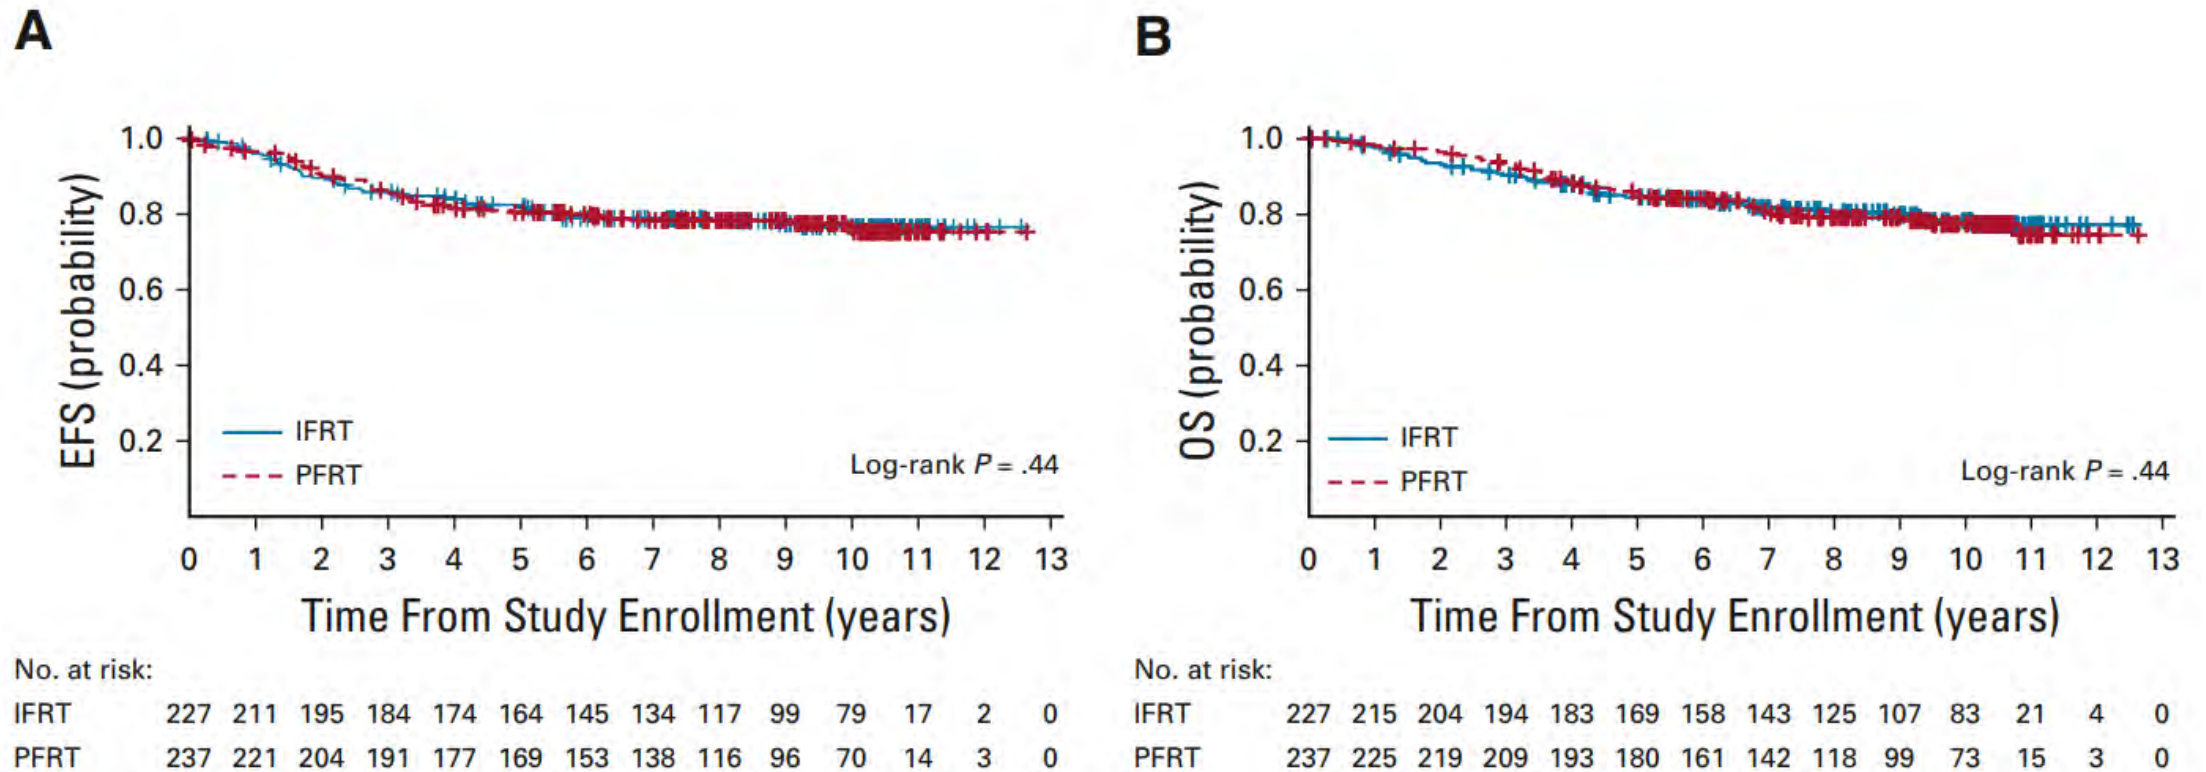 A
EFS (probability)
1.0
0.8
0.6
0.4
0.2
IFRT
PFRT
Log-rank P = .44
0 1 2 3 4 5 6 7 8 9 10 11 12 13
Time From Study Enrollment (years)
No. at risk:
IFRT 227 211 195 184 174 164 145 134 117 99 79 17 2 0
PFRT 237 221 204 191 177 169 153 138 116 96 70 14 3 0
B
OS (probability)
1.0
0.8
0.6
0.4
0.2
IFRT
PFRT
Log-rank P = .44
0 1 2 3 4 5 6 7 8 9 10 11 12 13
Time From Study Enrollment (years)
No. at risk:
IFRT 227 215 204 194 183 169 158 143 125 107 83 21 4 0
PFRT 237 225 219 209 193 180 161 142 118 99 73 15 3 0